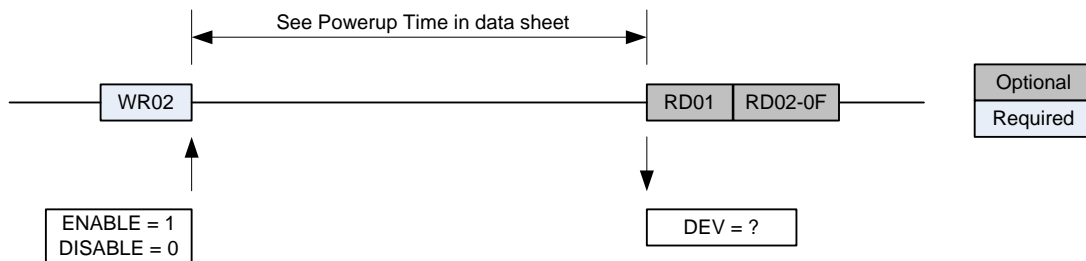 See Powerup Time in data sheet
WR02
RD01
RD02-0F
Optional
Required
ENABLE = 1
DISABLE = 0
DEV = ?